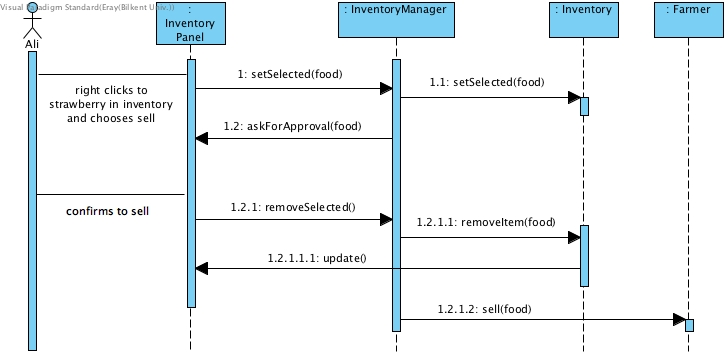 Visual Paradigm Standard(Eray(Bilkent Univ.))
Ali
:
Inventory
Panel
: InventoryManager
: Inventory
: Farmer
right clicks to
strawberry in inventory
and chooses sell
1: setSelected(food)
1.1: setSelected(food)
1.2: askForApproval(food)
confirms to sell
1.2.1: removeSelected()
1.2.1.1: removeItem(food)
1.2.1.1.1: update()
1.2.1.2: sell(food)